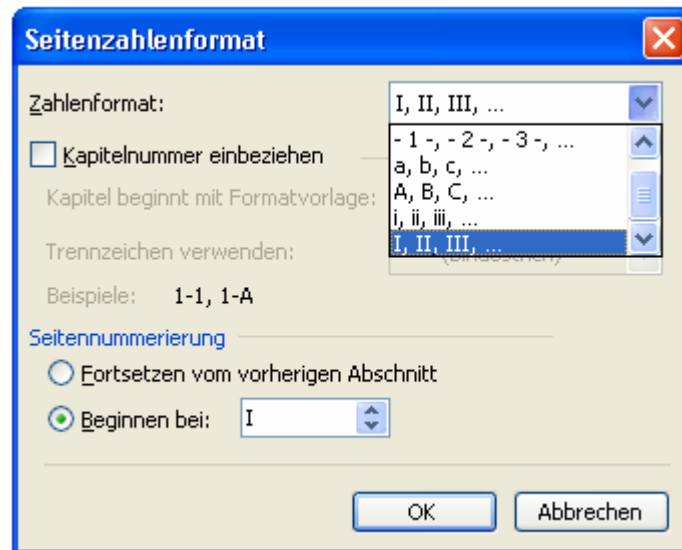 Seitenzahlenformat
Zahlenformat: I, II, III, ...
- 1 -, - 2 -, - 3 -, ...
Kapitelnummer einbeziehen
a, b, c, ...
Kapitel beginnt mit Formatvorlage: A, B, C, ...
i, ii, iii, ...
Trennzeichen verwenden: I, II, III, ...
Beispiele: 1-1, 1-A
Seitennummerierung
Fortsetzen vom vorherigen Abschnitt
Beginnen bei: I
OK Abbrechen